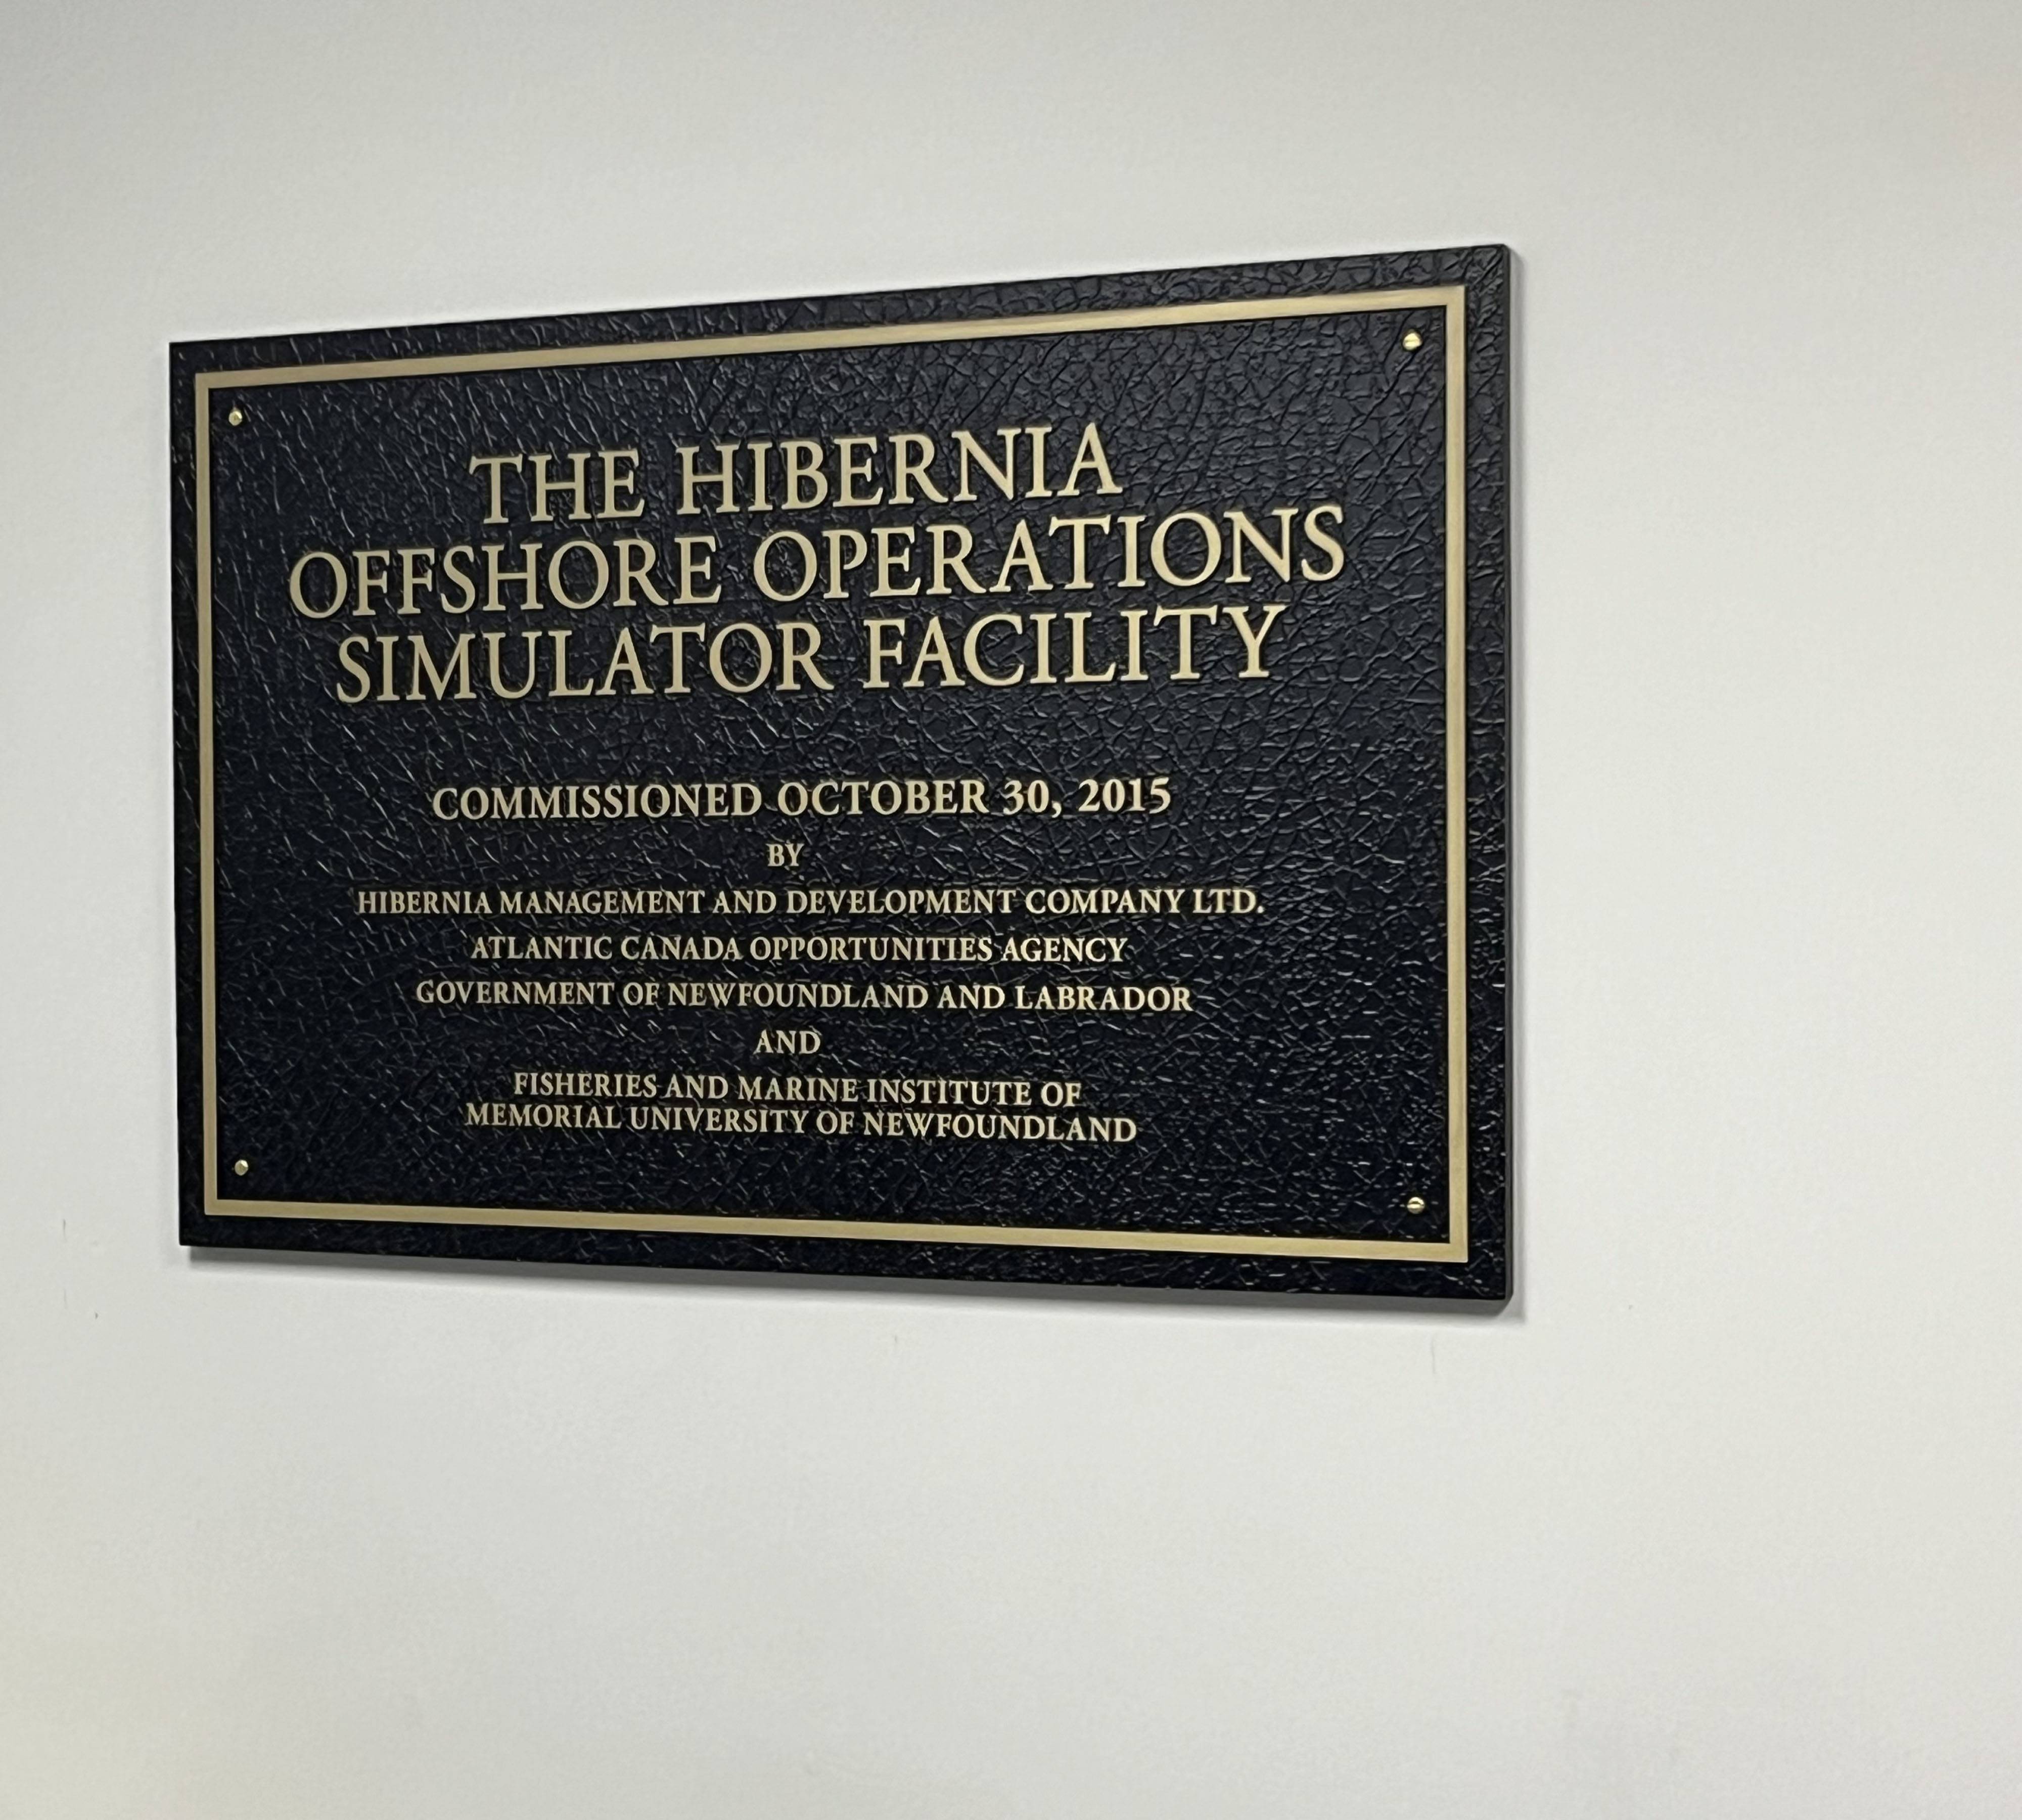 THE HIBERNIA
OFFSHORE OPERATIONS
SIMULATOR FACILITY
COMMISSIONED OCTOBER 30, 2015
BY
HIBERNIA MANAGEMENT AND DEVELOPMENT COMPANY LTD.
ATLANTIC CANADA OPPORTUNITIES AGENCY
GOVERNMENT OF NEWFOUNDLAND AND LABRADOR
AND
FISHERIES AND MARINE INSTITUTE OF
MEMORIAL UNIVERSITY OF NEWFOUNDLAND